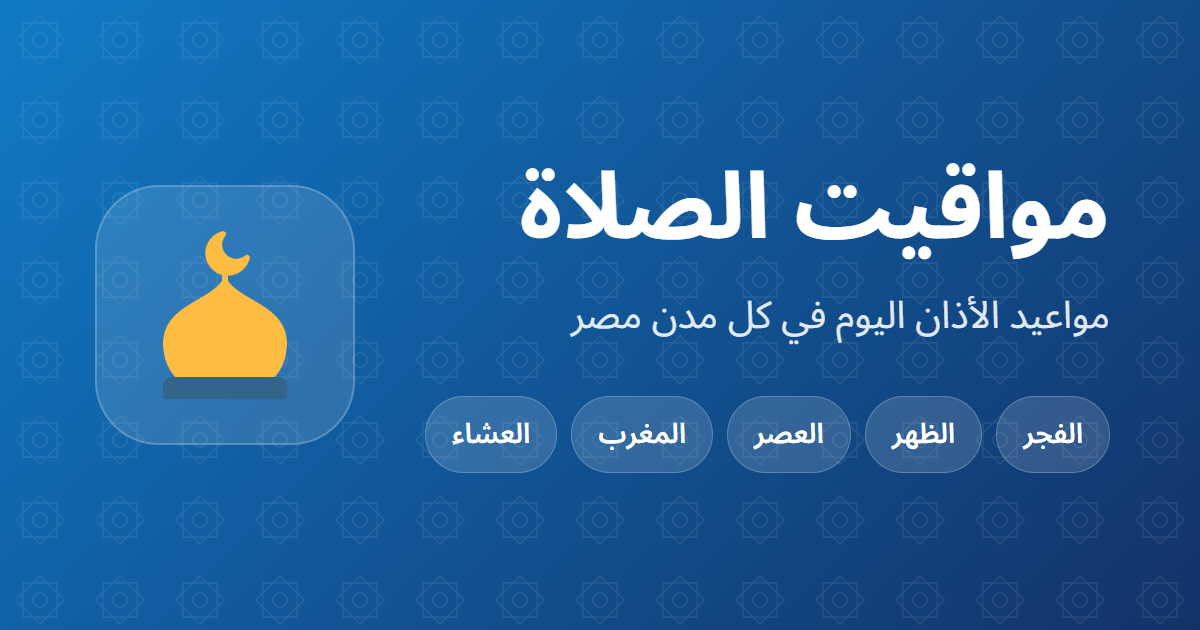 مواقيت الصلاة
مواعيد الأذان اليوم في كل مدن مصر
الفجر الظهر العصر المغرب العشاء